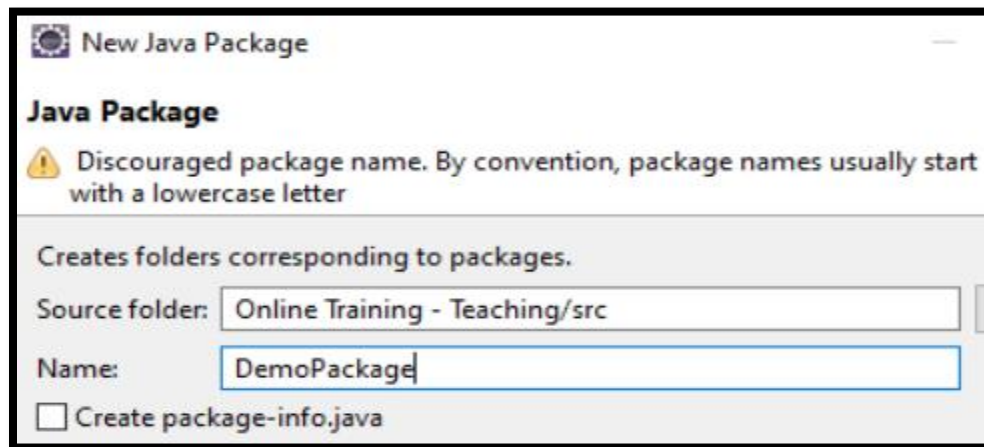 New Java Package
Java Package
Discouraged package name. By convention, package names usually start
with a lowercase letter
Creates folders corresponding to packages.
Source folder: Online Training - Teaching/src
Name: DemoPackage
Create package-info.java